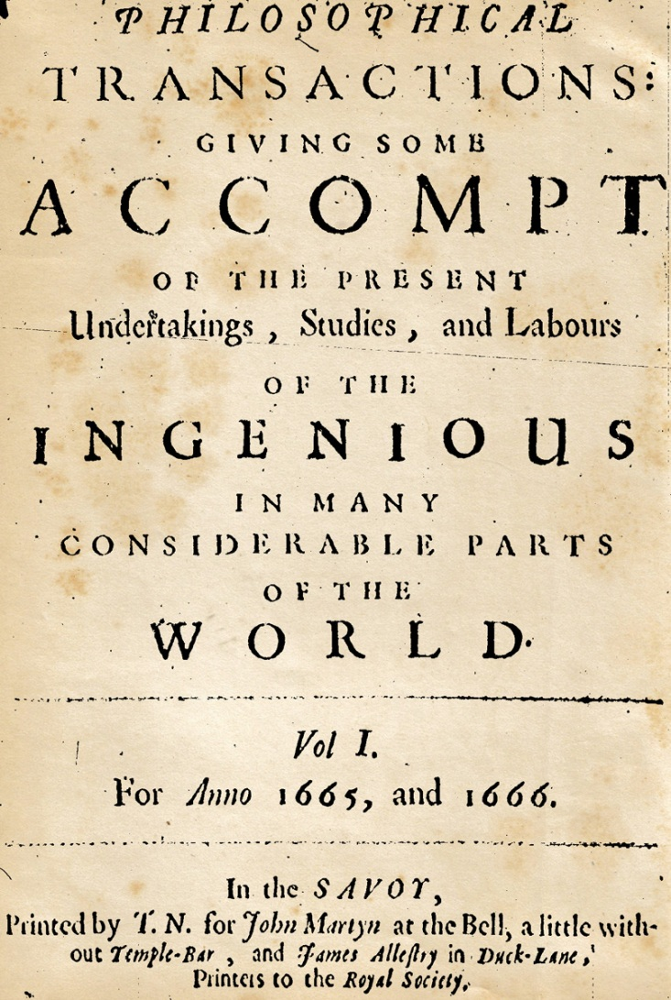 PHILOSOPHICAL
TRANSACTIONS:
GIVING SOME
ACCOMPT
OF THE PRESENT
Undertakings, Studies, and Labours
OF THE
INGENIOUS
IN MANY
CONSIDERABLE PARTS
OF THE
WORLD.
Vol I.
For Anno 1665, and 1666.
In the SAVOY,
Printed by T. N. for John Martyn at the Bell, a little with-
out Temple-Bar, and James Allestry in Duck-Lane,
Printers to the Royal Society.